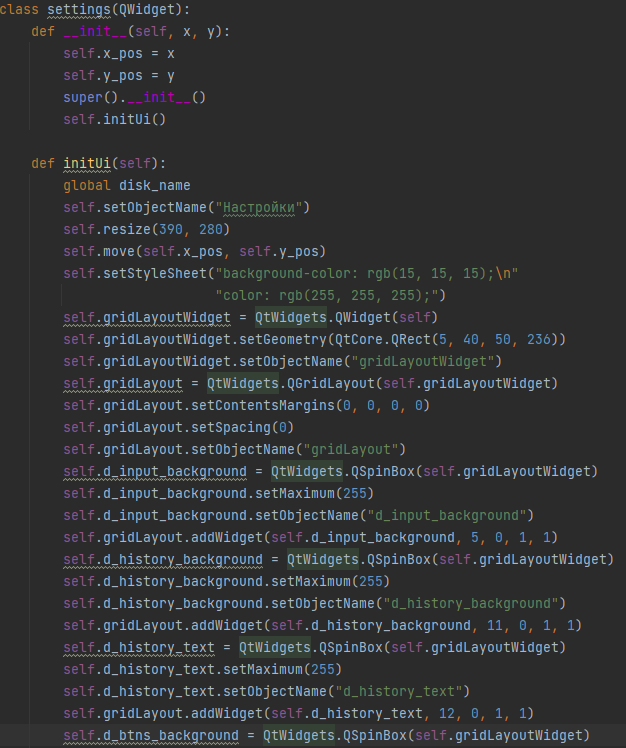 class settings(QWidget):
    def __init__(self, x, y):
        self.x_pos = x
        self.y_pos = y
        super().__init__()
        self.initUi()

    def initUi(self):
        global disk_name
        self.setObjectName("Настройки")
        self.resize(390, 280)
        self.move(self.x_pos, self.y_pos)
        self.setStyleSheet("background-color: rgb(15, 15, 15);\n"
                           "color: rgb(255, 255, 255);")
        self.gridLayoutWidget = QtWidgets.QWidget(self)
        self.gridLayoutWidget.setGeometry(QtCore.QRect(5, 40, 50, 236))
        self.gridLayoutWidget.setObjectName("gridLayoutWidget")
        self.gridLayout = QtWidgets.QGridLayout(self.gridLayoutWidget)
        self.gridLayout.setContentsMargins(0, 0, 0, 0)
        self.gridLayout.setSpacing(0)
        self.gridLayout.setObjectName("gridLayout")
        self.d_input_background = QtWidgets.QSpinBox(self.gridLayoutWidget)
        self.d_input_background.setMaximum(255)
        self.d_input_background.setObjectName("d_input_background")
        self.gridLayout.addWidget(self.d_input_background, 5, 0, 1, 1)
        self.d_history_background = QtWidgets.QSpinBox(self.gridLayoutWidget)
        self.d_history_background.setMaximum(255)
        self.d_history_background.setObjectName("d_history_background")
        self.gridLayout.addWidget(self.d_history_background, 11, 0, 1, 1)
        self.d_history_text = QtWidgets.QSpinBox(self.gridLayoutWidget)
        self.d_history_text.setMaximum(255)
        self.d_history_text.setObjectName("d_history_text")
        self.gridLayout.addWidget(self.d_history_text, 12, 0, 1, 1)
        self.d_btns_background = QtWidgets.QSpinBox(self.gridLayoutWidget)